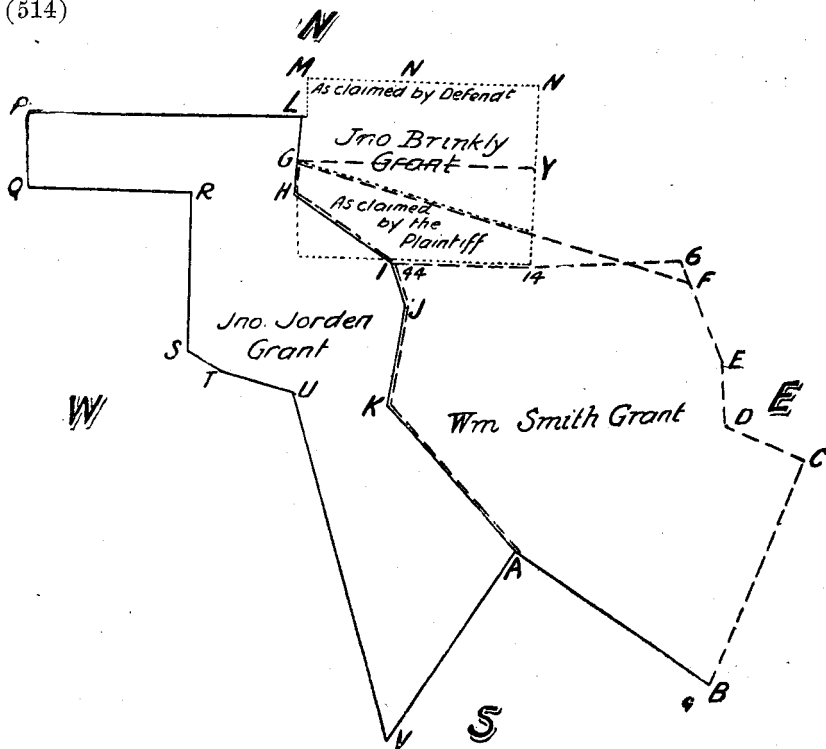 (514)
N
M N N
As claimed by Defendt
P L
Jno Brinkly
Grant
G Y
Q R H
As claimed
by the
Plaintiff
I 44 14 6
F
J
Jno. Jorden
Grant
S T U
E
W
K
Wm Smith Grant
D E
C
A
B
S
V